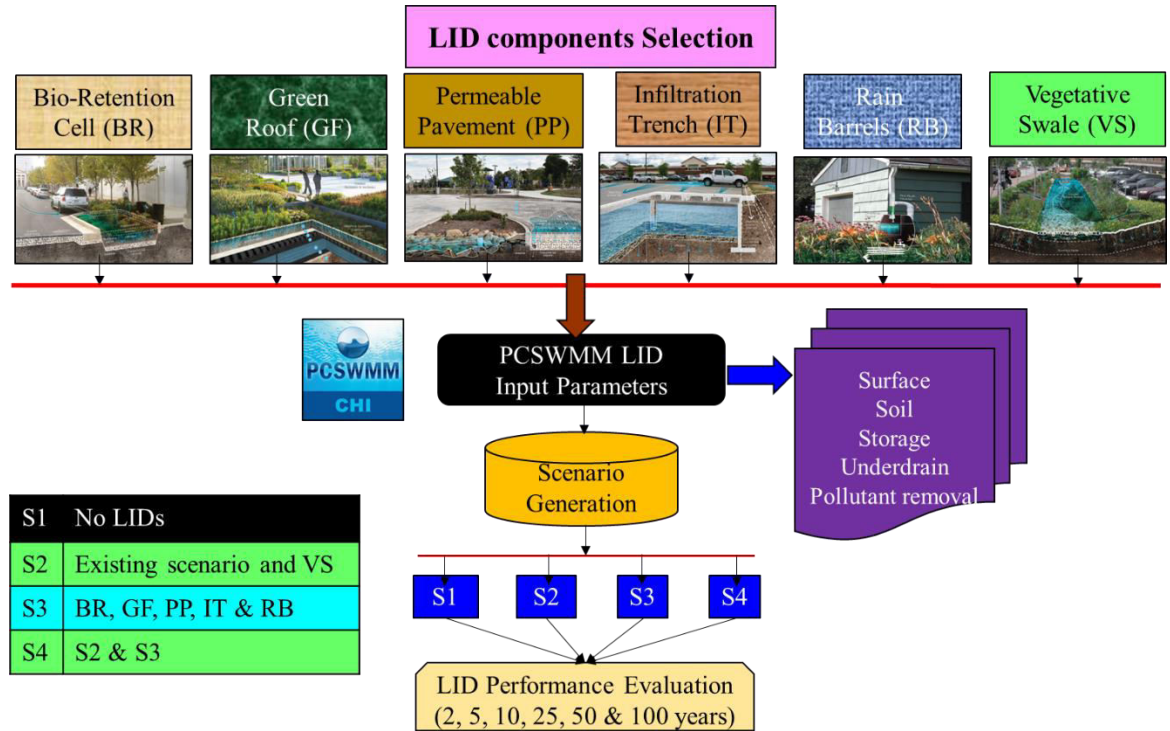 LID components Selection
Bio-Retention
Cell (BR)
Green
Roof (GF)
Permeable
Pavement (PP)
Infiltration
Trench (IT)
Rain
Barrels (RB)
Vegetative
Swale (VS)
PCSWMM
CHI
PCSWMM LID
Input Parameters
Surface
Soil
Storage
Underdrain
Pollutant removal
Scenario
Generation
S1 No LIDs
S2 Existing scenario and VS
S3 BR, GF, PP, IT & RB
S4 S2 & S3
S1 S2 S3 S4
LID Performance Evaluation
(2, 5, 10, 25, 50 & 100 years)